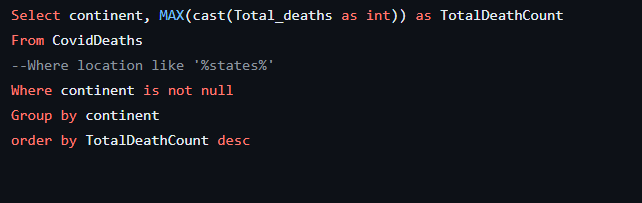 Select continent, MAX(cast(Total_deaths as int)) as TotalDeathCount
From CovidDeaths
--Where location like '%states%'
Where continent is not null
Group by continent
order by TotalDeathCount desc